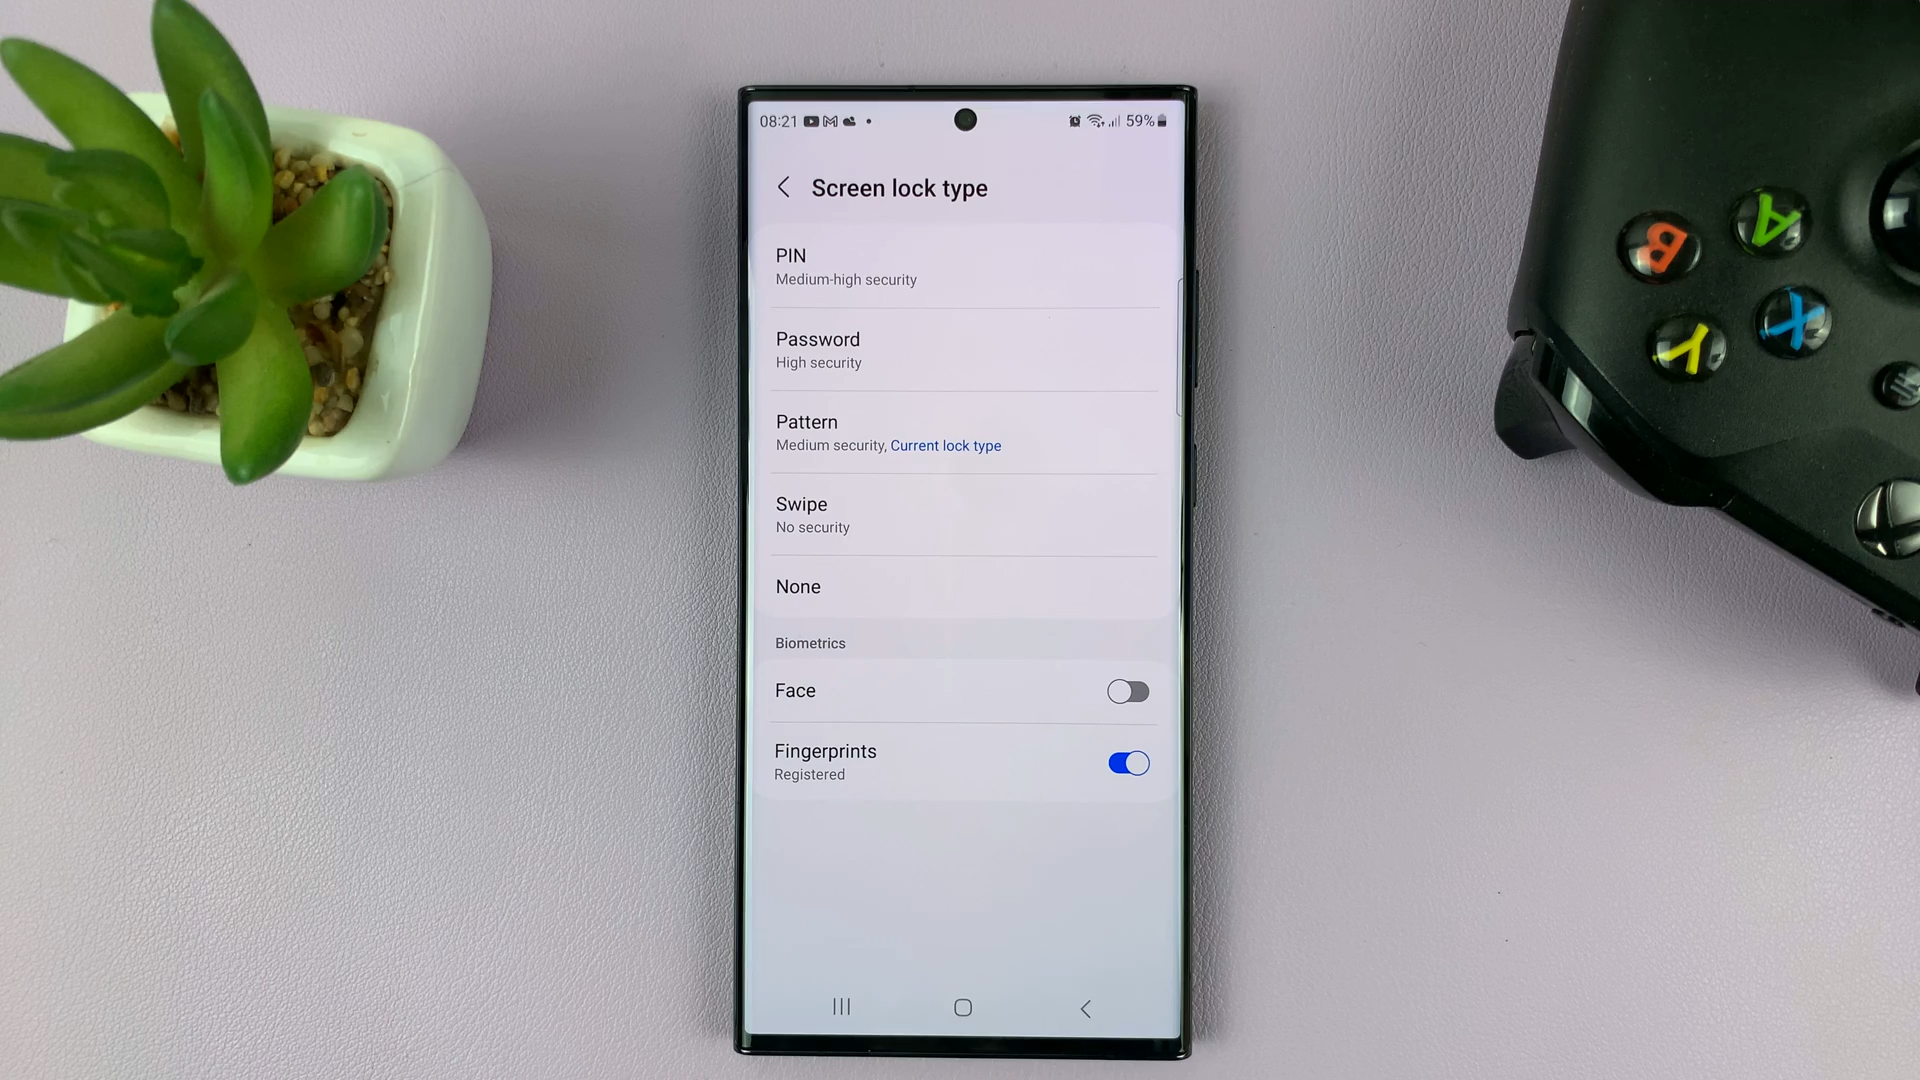 08:21
59%
Screen lock type
PIN
Medium-high security
Password
High security
Pattern
Medium security, Current lock type
Swipe
No security
None
Biometrics
Face
Fingerprints
Registered
A
B
X
Y